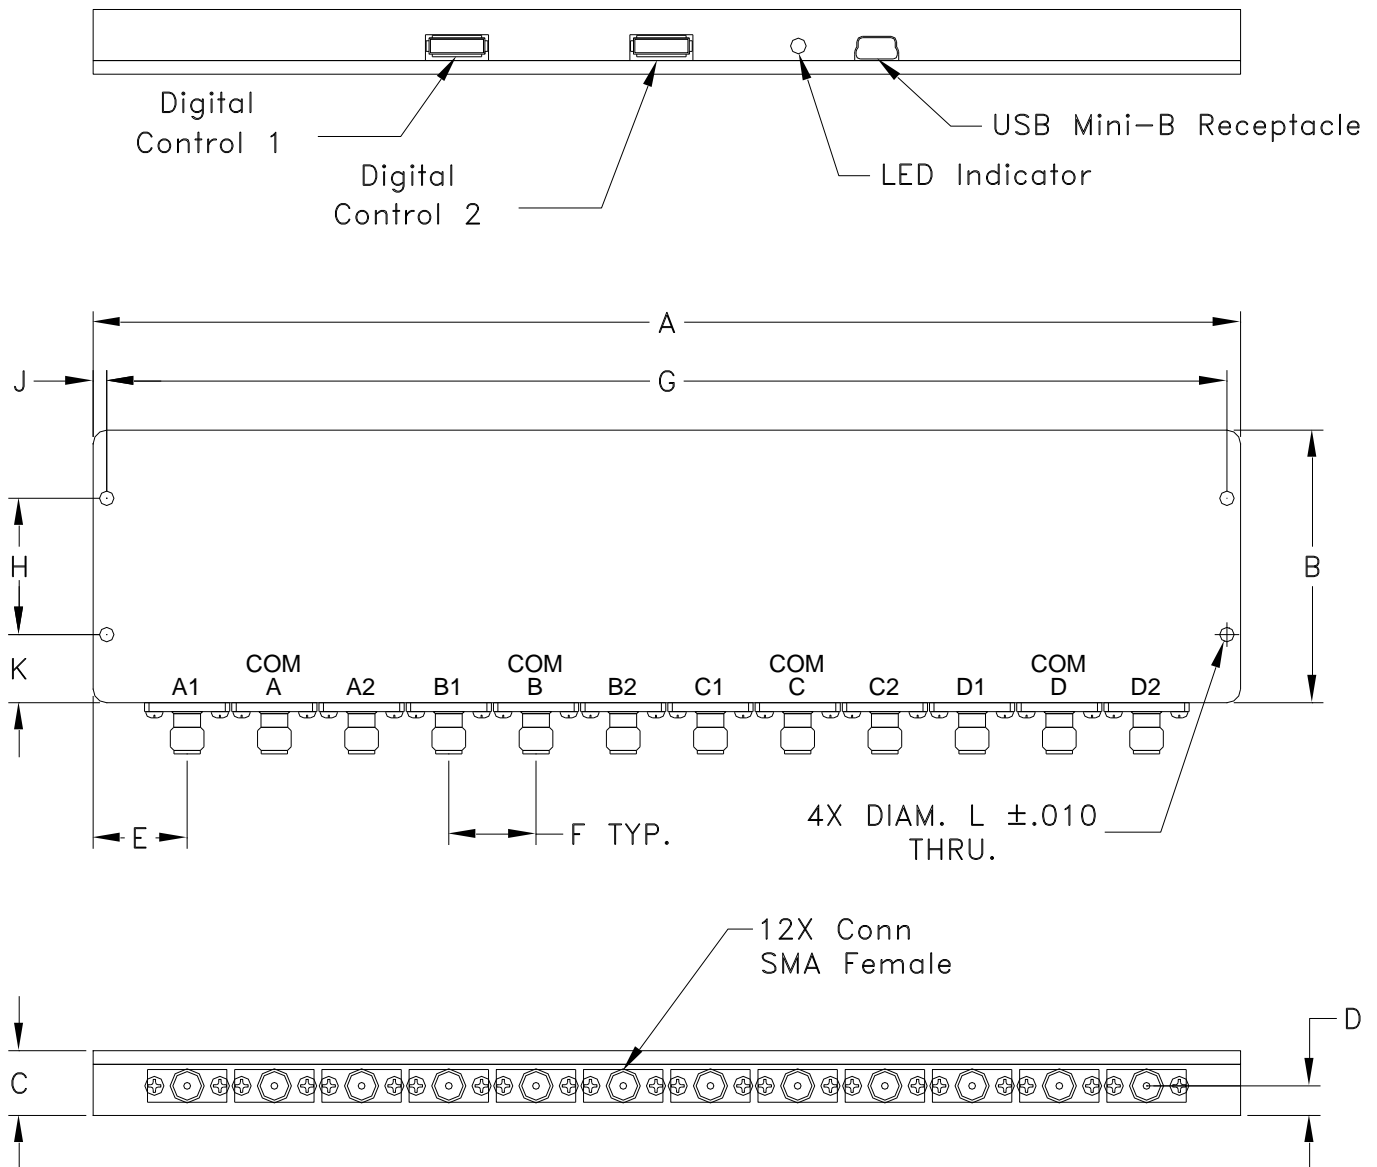 Digital
Control 1
Digital
Control 2
USB Mini-B Receptacle
LED Indicator
A
J
G
H
B
K
COM
COM
COM
COM
A1 A A2 B1 B B2 C1 C C2 D1 D D2
E
F TYP.
4X DIAM. L ±.010
THRU.
12X Conn
SMA Female
D
C